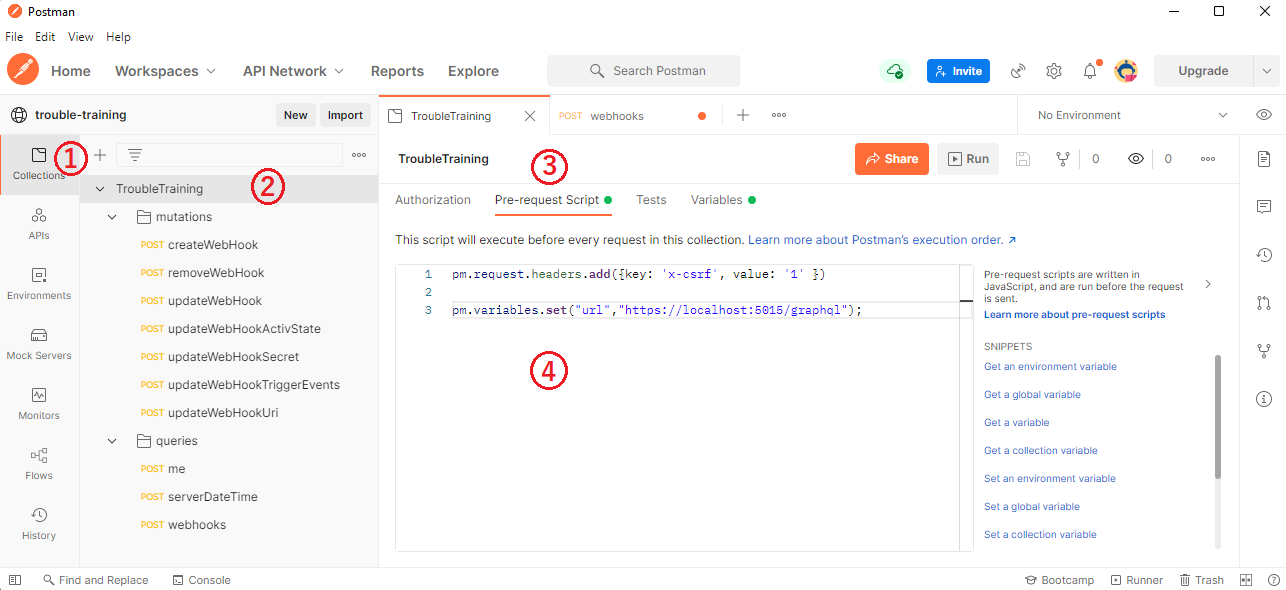 Postman
File Edit View Help
Home Workspaces API Network Reports Explore Search Postman Invite Upgrade
trouble-training New Import
TroubleTraining POST webhooks No Environment
Collections
1
2
TroubleTraining
mutations
POST createWebHook
POST removeWebHook
POST updateWebHook
POST updateWebHookActivState
POST updateWebHookSecret
POST updateWebHookTriggerEvents
POST updateWebHookUri
queries
POST me
POST serverDateTime
POST webhooks
APIs
Environments
Mock Servers
Monitors
Flows
History
TroubleTraining 3 Share Run 0 0
Authorization Pre-request Script Tests Variables
This script will execute before every request in this collection. Learn more about Postman's execution order. ↗
1 pm.request.headers.add({key: 'x-csrf', value: '1' })
2
3 pm.variables.set("url","https://localhost:5015/graphql");
4
Pre-request scripts are written in
JavaScript, and are run before the request
is sent.
Learn more about pre-request scripts
SNIPPETS
Get an environment variable
Get a global variable
Get a variable
Get a collection variable
Set an environment variable
Set a global variable
Set a collection variable
Find and Replace Console Bootcamp Runner Trash